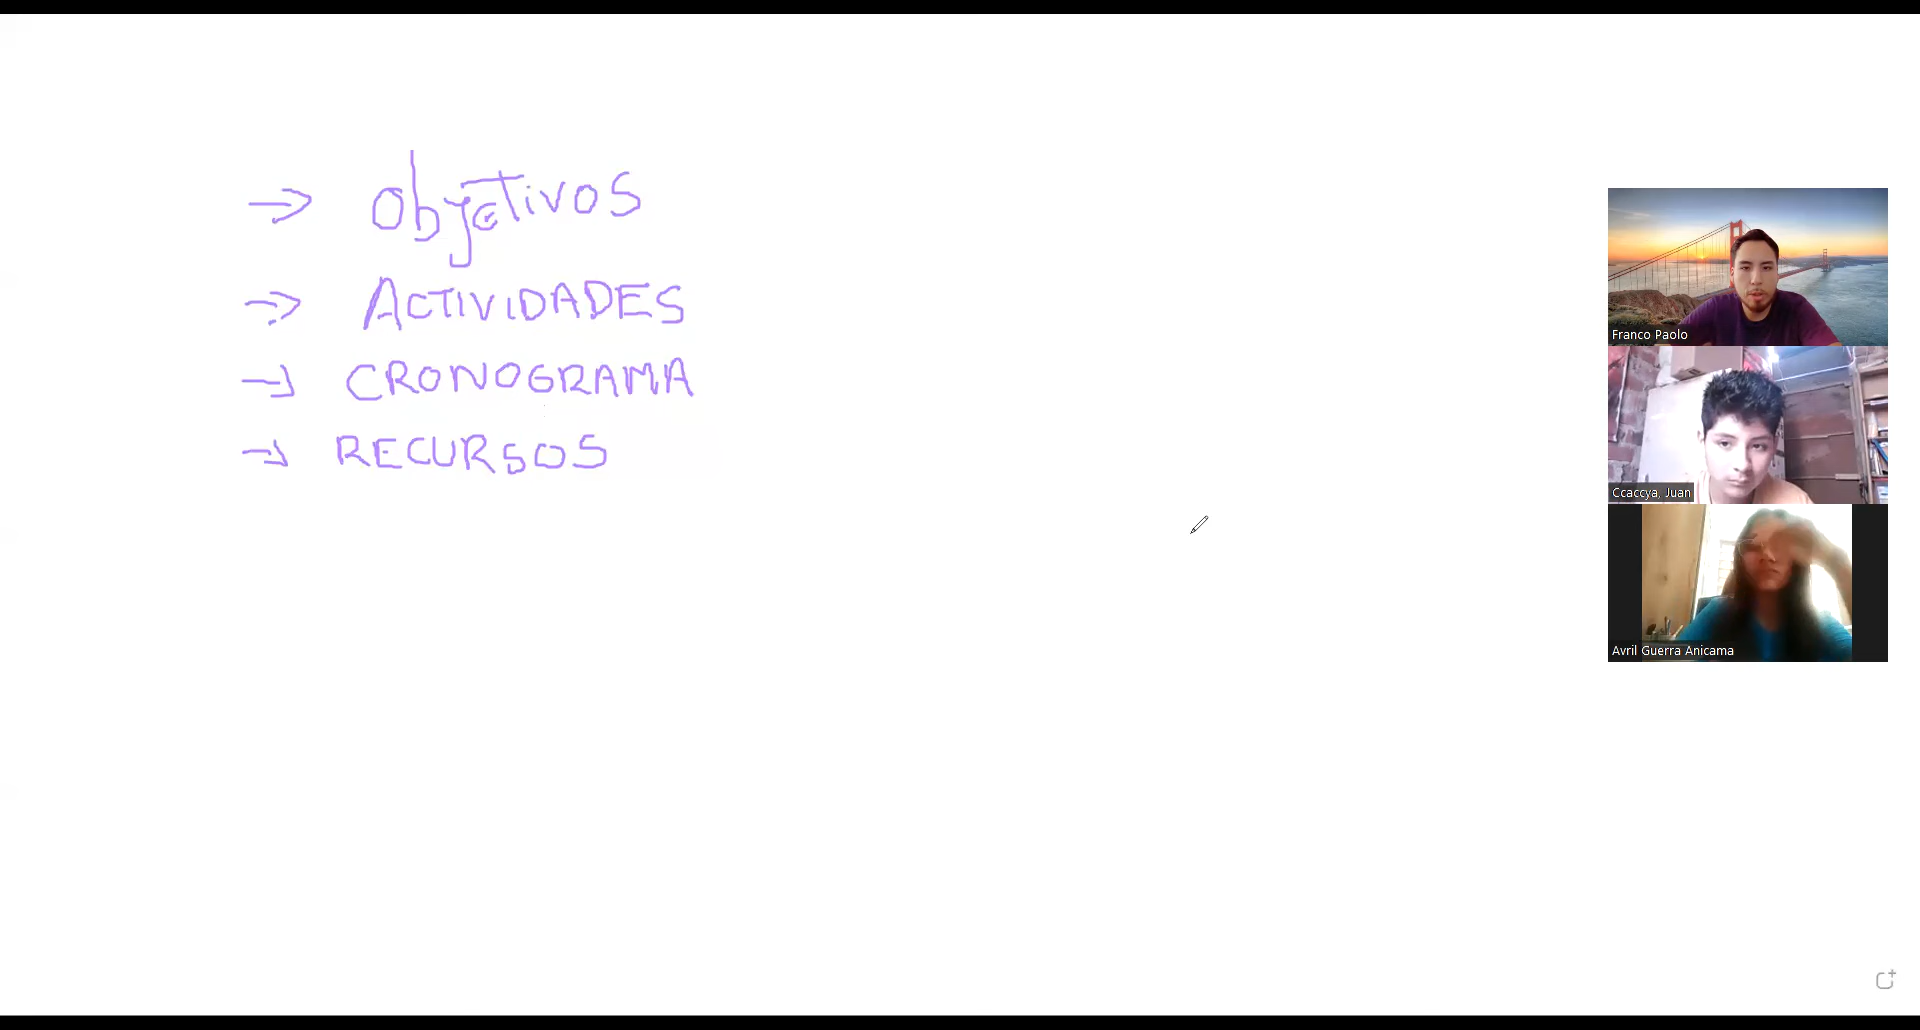 → Objetivos
→ ACTIVIDADES
→ CRONOGRAMA
→ RECURSOS
Franco Paolo
Ccaccya, Juan
Avril Guerra Anicama